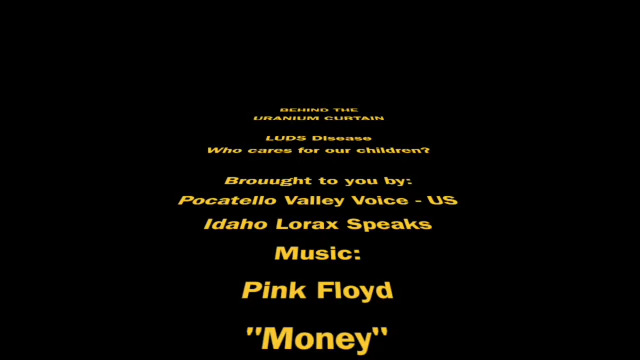 BEHIND THE
URANIUM CURTAIN
LUDS Disease
Who cares for our children?
Brouught to you by:
Pocatello Valley Voice - US
Idaho Lorax Speaks
Music:
Pink Floyd
"Money"